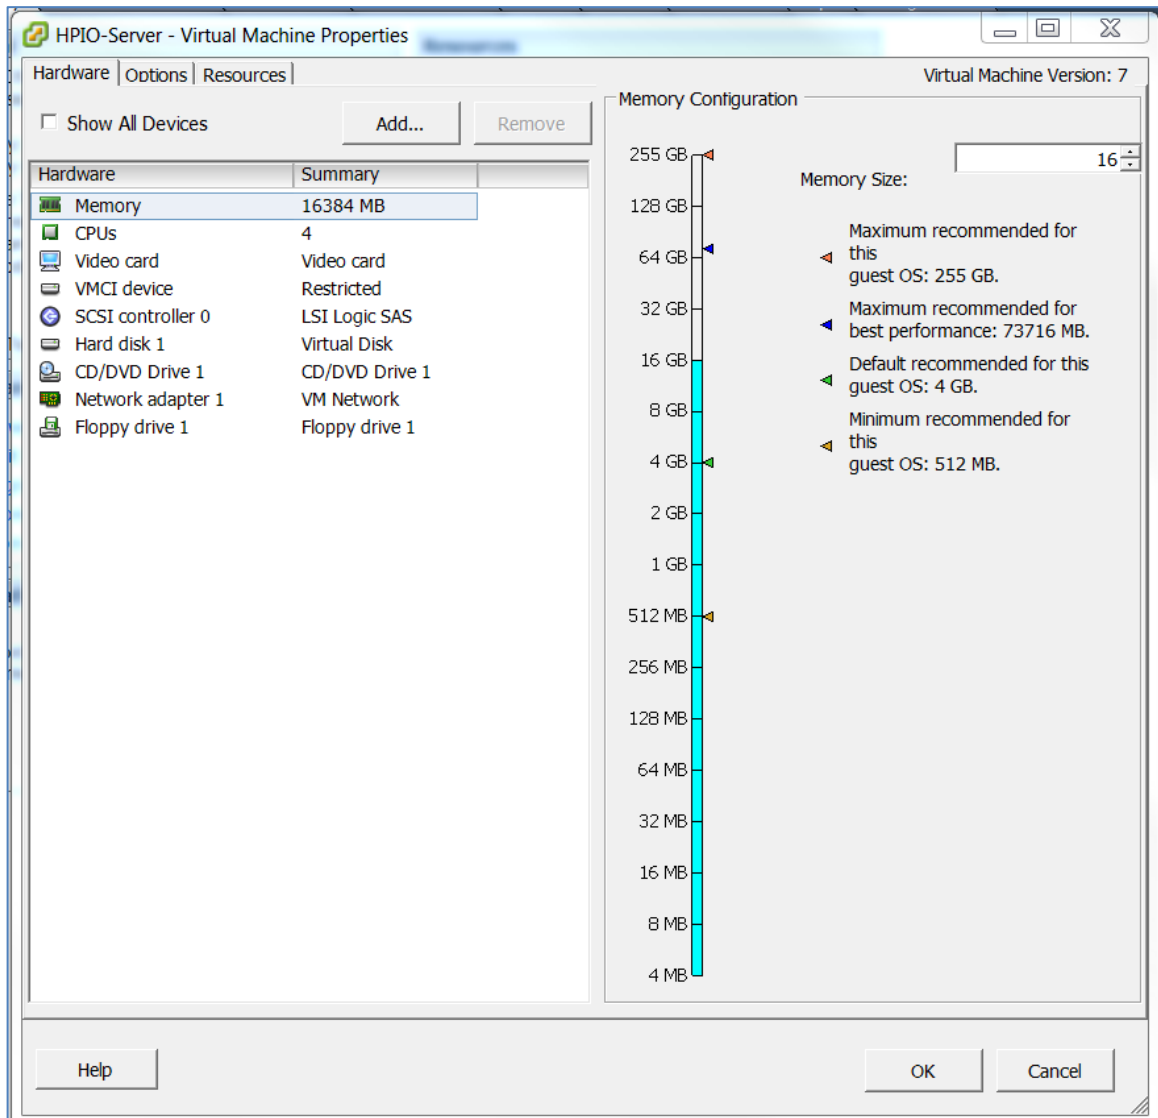 HPIO-Server - Virtual Machine Properties
Hardware Options Resources
Virtual Machine Version: 7
Show All Devices
Add...
Remove
Hardware Summary
Memory 16384 MB
CPUs 4
Video card Video card
VMCI device Restricted
SCSI controller 0 LSI Logic SAS
Hard disk 1 Virtual Disk
CD/DVD Drive 1 CD/DVD Drive 1
Network adapter 1 VM Network
Floppy drive 1 Floppy drive 1
Memory Configuration
255 GB
128 GB
64 GB
32 GB
16 GB
8 GB
4 GB
2 GB
1 GB
512 MB
256 MB
128 MB
64 MB
32 MB
16 MB
8 MB
4 MB
Memory Size:
16
Maximum recommended for
this
guest OS: 255 GB.
Maximum recommended for
best performance: 73716 MB.
Default recommended for this
guest OS: 4 GB.
Minimum recommended for
this
guest OS: 512 MB.
Help
OK
Cancel